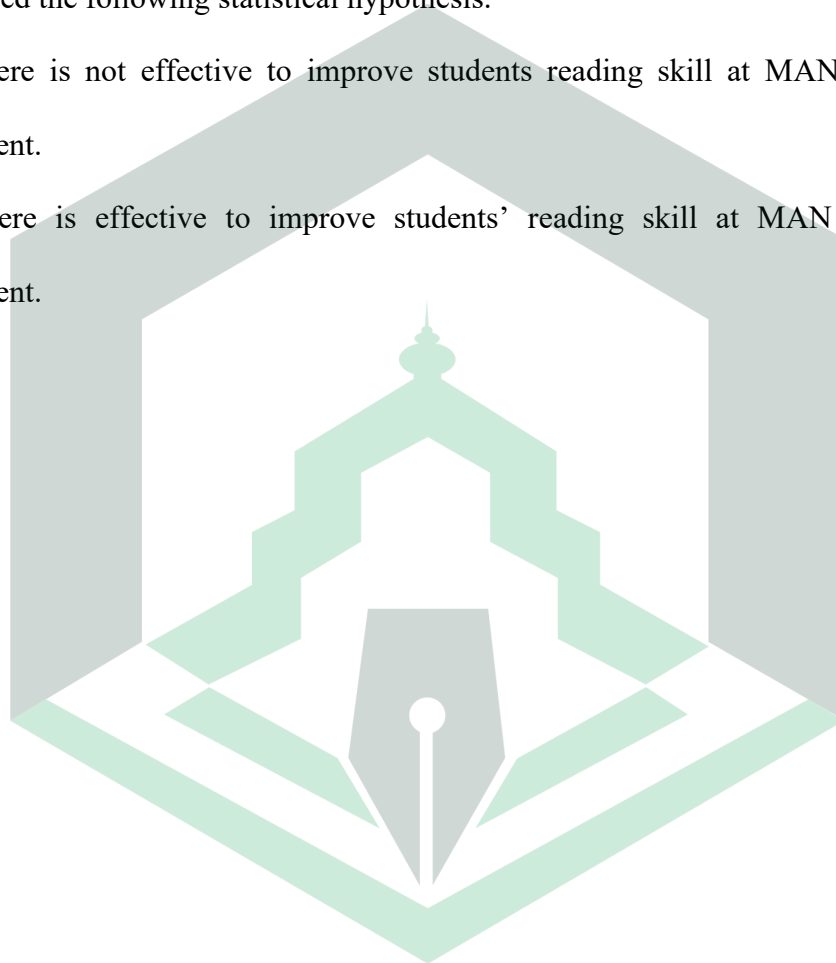 ed the following statistical hypothesis.
ere is not effective to improve students reading skill at MAN
ent.
ere is effective to improve students’ reading skill at MAN
ent.